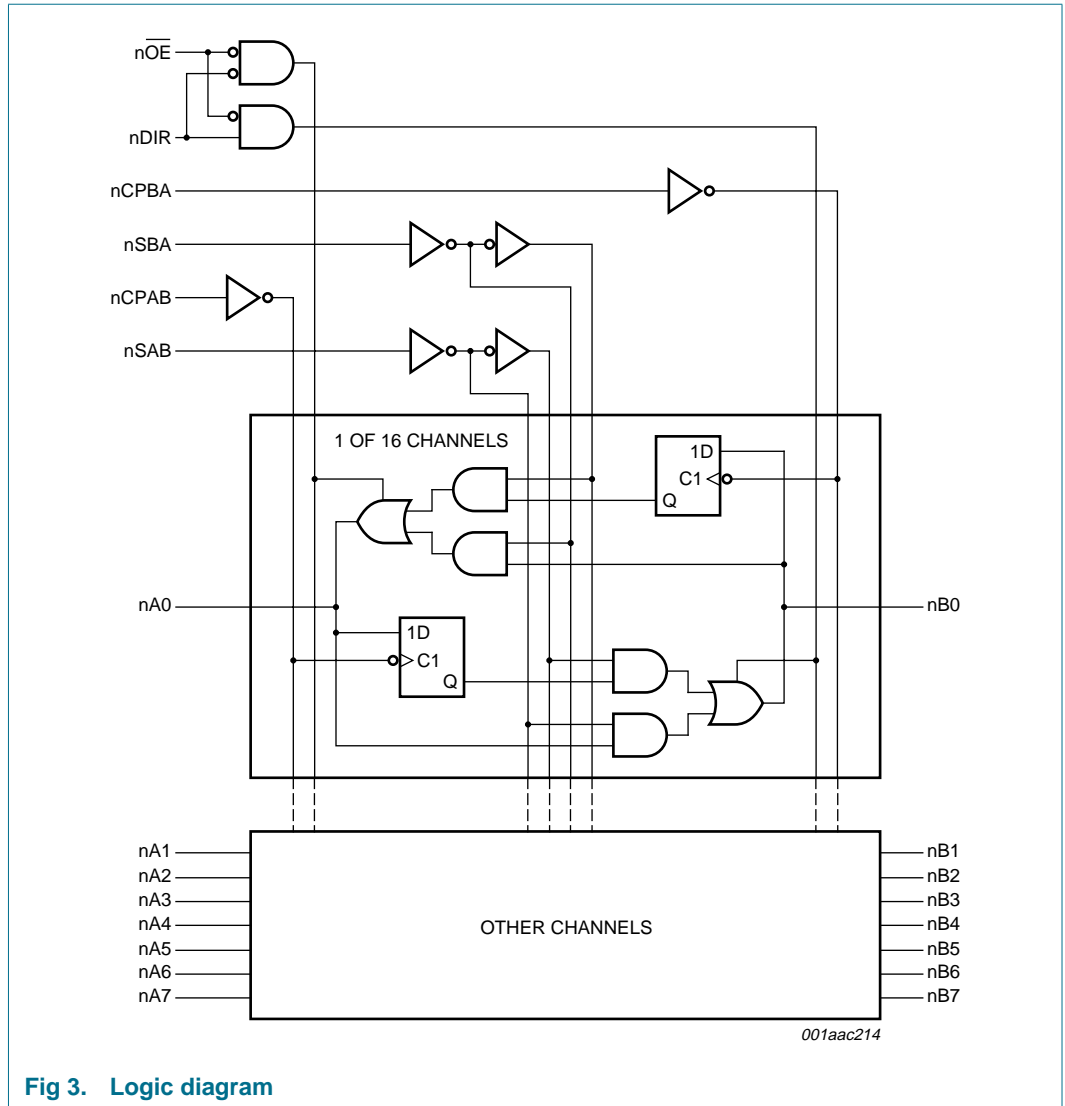 nO̅E̅
nDIR
nCPBA
nSBA
nCPAB
nSAB
1 OF 16 CHANNELS
1D
C1
Q
nA0
nB0
1D
C1
Q
nA1
nA2
nA3
nA4
nA5
nA6
nA7
OTHER CHANNELS
nB1
nB2
nB3
nB4
nB5
nB6
nB7
001aac214
Fig 3. Logic diagram